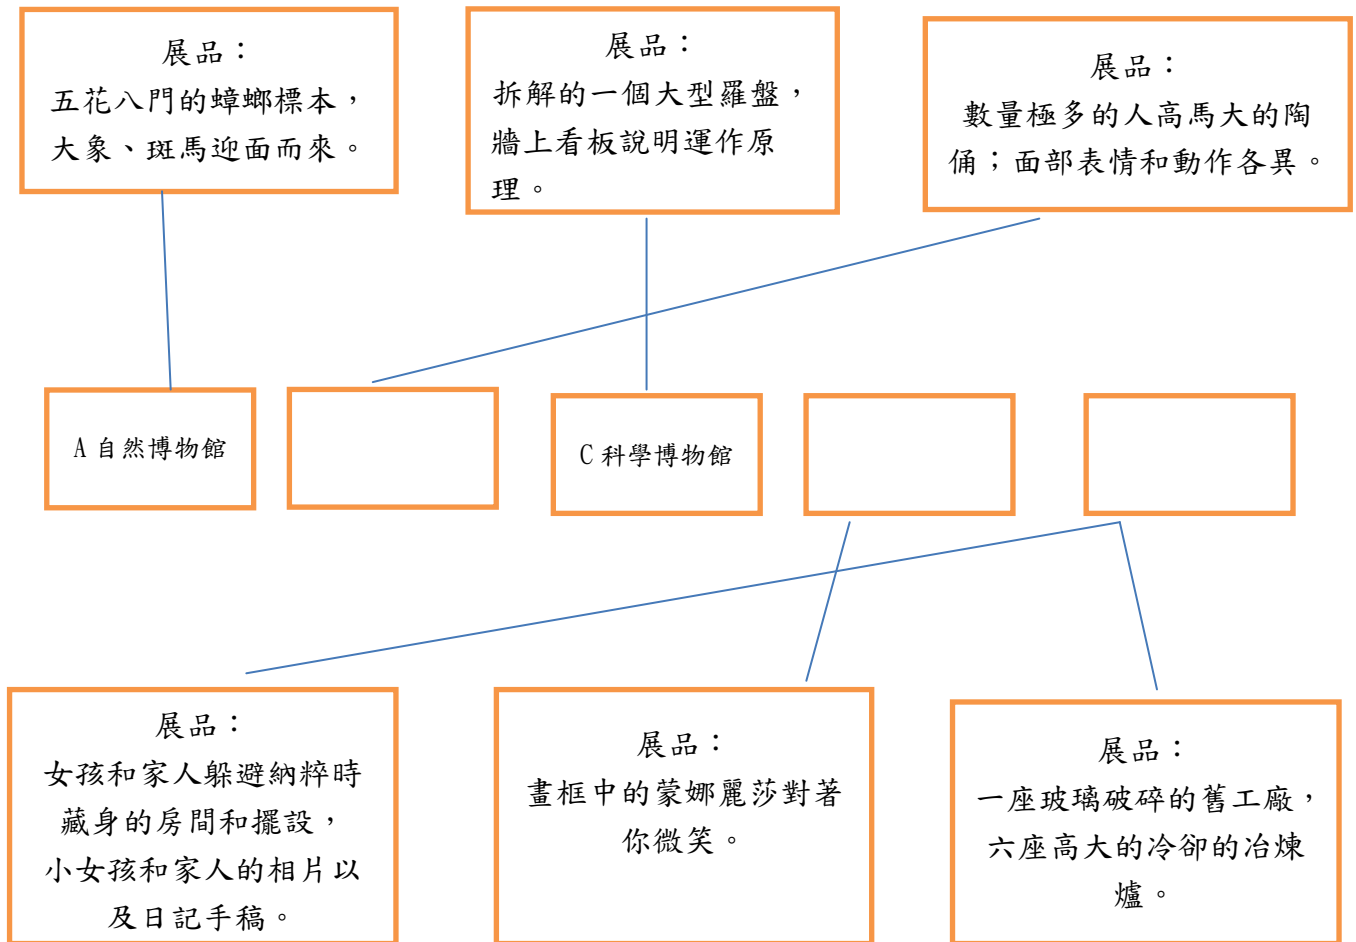 展品：
五花八門的蟑螂標本，
大象、斑馬迎面而來。
展品：
拆解的一個大型羅盤，
牆上看板說明運作原
理。
展品：
數量極多的人高馬大的陶
俑；面部表情和動作各異。
A 自然博物館
C 科學博物館
展品：
女孩和家人躲避納粹時
藏身的房間和擺設，
小女孩和家人的相片以
及日記手稿。
展品：
畫框中的蒙娜麗莎對著
你微笑。
展品：
一座玻璃破碎的舊工廠，
六座高大的冷卻的冶煉
爐。